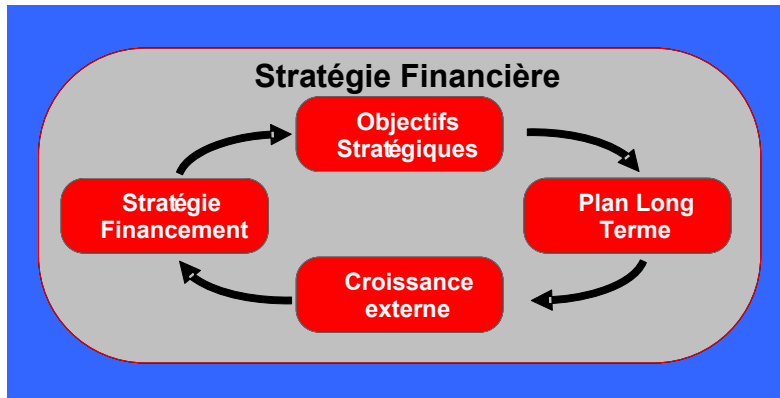 Stratégie Financière
Objectifs
Stratégiques
Stratégie
Financement
Plan Long
Terme
Croissance
externe